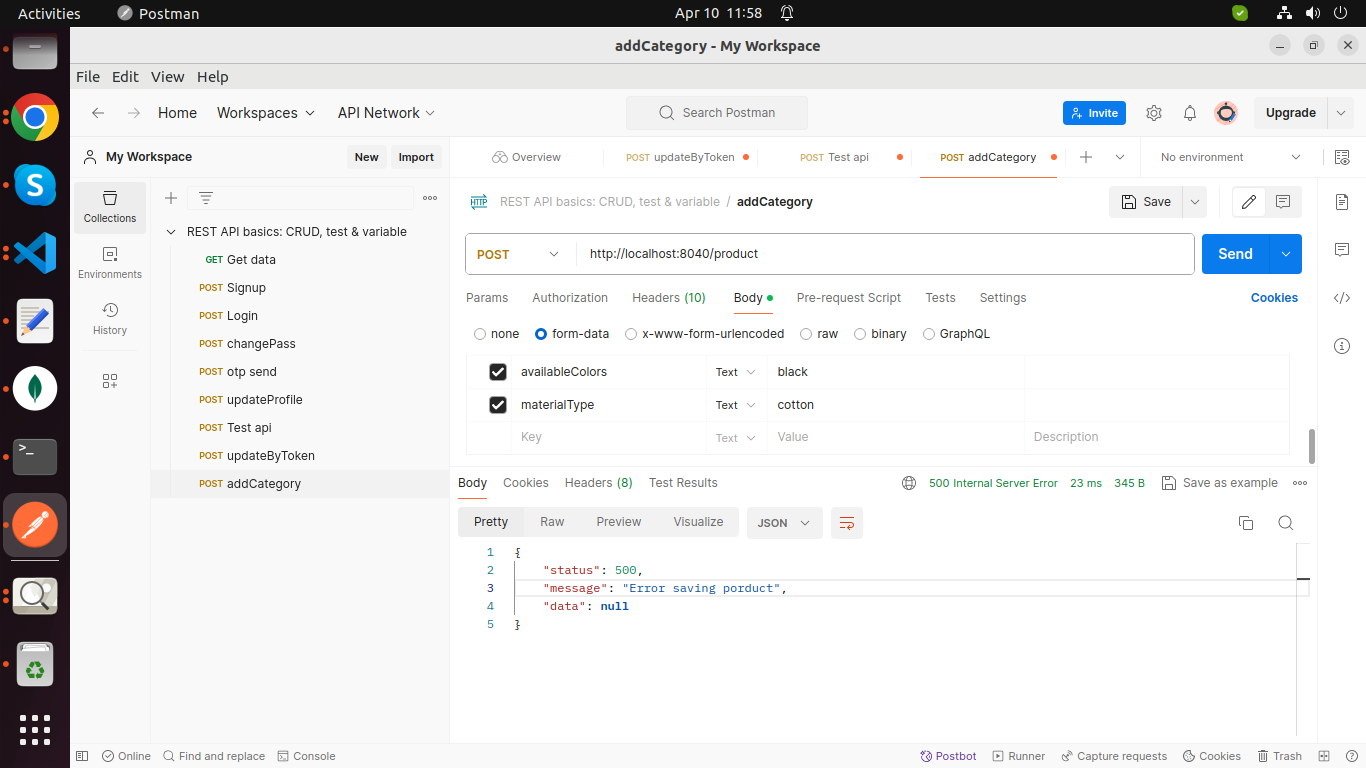 Activities Postman Apr 10 11:58
addCategory - My Workspace
File Edit View Help
Home Workspaces API Network Search Postman Invite Upgrade
My Workspace New Import Overview POST updateByToken POST Test api POST addCategory No environment
Collections
Environments
History
REST API basics: CRUD, test & variable
GET Get data
POST Signup
POST Login
POST changePass
POST otp send
POST updateProfile
POST Test api
POST updateByToken
POST addCategory
HTTP REST API basics: CRUD, test & variable / addCategory Save
POST http://localhost:8040/product Send
Params Authorization Headers (10) Body Pre-request Script Tests Settings Cookies
none form-data x-www-form-urlencoded raw binary GraphQL
availableColors Text black
materialType Text cotton
Key Text Value Description
Body Cookies Headers (8) Test Results 500 Internal Server Error 23 ms 345 B Save as example
Pretty Raw Preview Visualize JSON
1 {
2 "status": 500,
3 "message": "Error saving porduct",
4 "data": null
5 }
Online Find and replace Console Postbot Runner Capture requests Cookies Trash